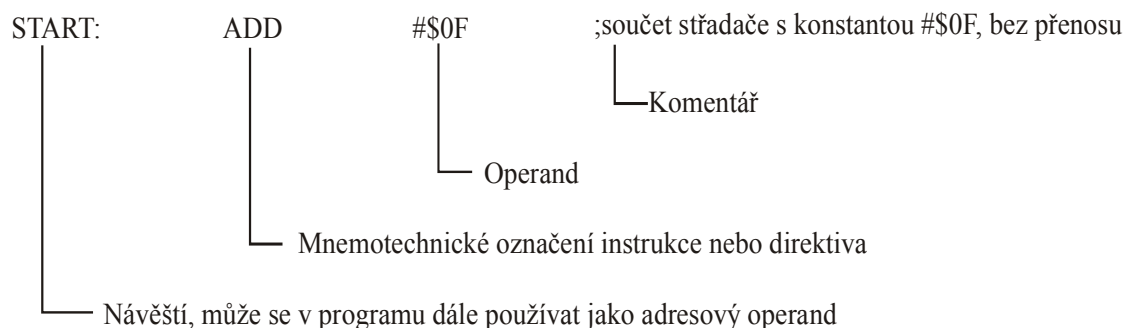 START: ADD #$0F ;součet střadače s konstantou #$0F, bez přenosu
Komentář
Operand
Mnemotechnické označení instrukce nebo direktiva
Návěští, může se v programu dále používat jako adresový operand